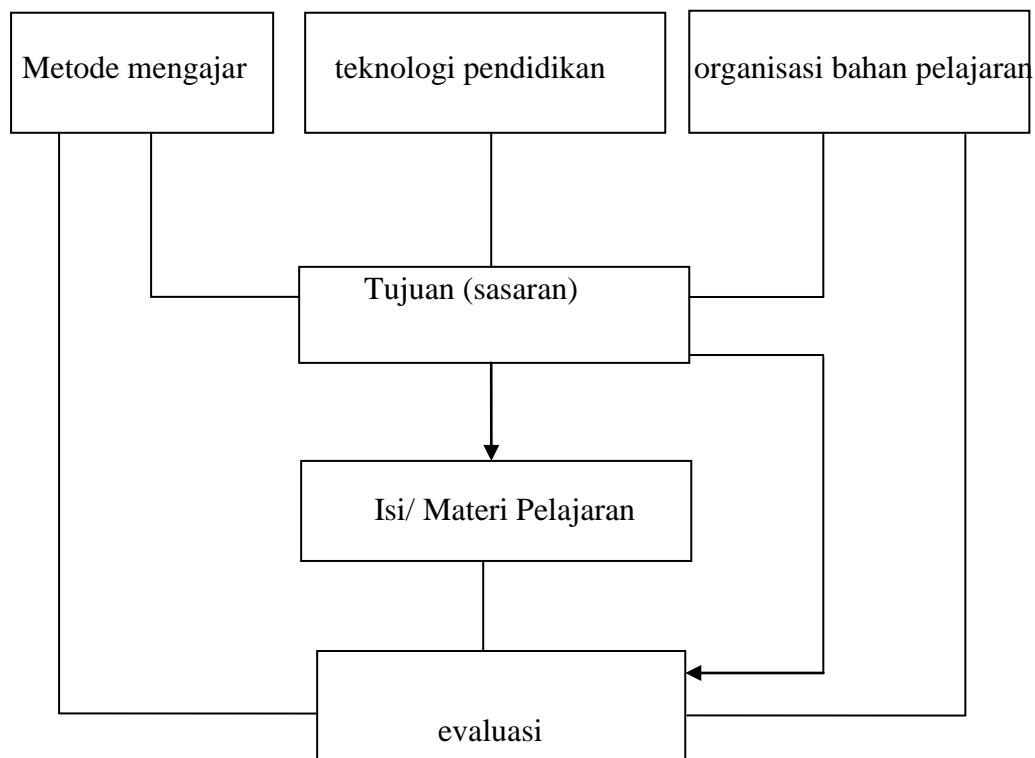 Metode mengajar
teknologi pendidikan
organisasi bahan pelajaran
Tujuan (sasaran)
Isi/ Materi Pelajaran
evaluasi